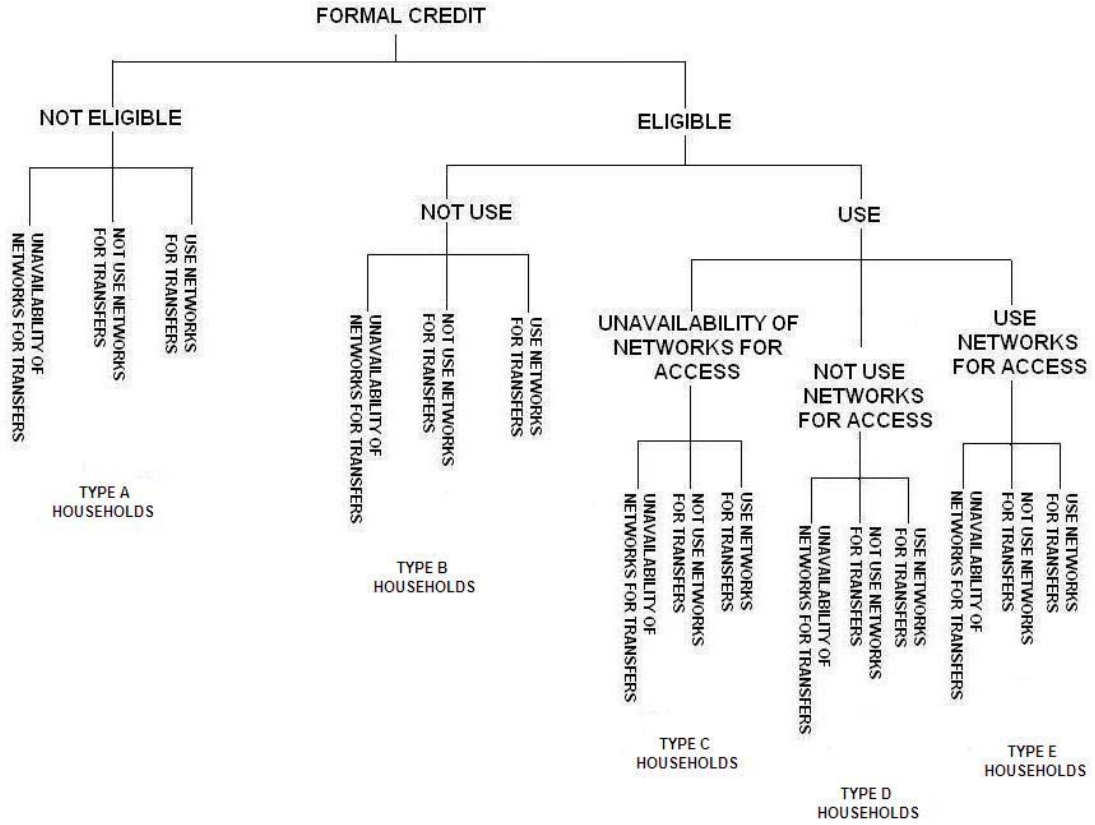 FORMAL CREDIT
NOT ELIGIBLE
ELIGIBLE
NOT USE
USE
UNAVAILABILITY OF
NETWORKS FOR TRANSFERS
NOT USE NETWORKS
FOR TRANSFERS
USE NETWORKS
FOR TRANSFERS
TYPE A
HOUSEHOLDS
UNAVAILABILITY OF
NETWORKS FOR TRANSFERS
NOT USE NETWORKS
FOR TRANSFERS
USE NETWORKS
FOR TRANSFERS
TYPE B
HOUSEHOLDS
UNAVAILABILITY OF
NETWORKS FOR
ACCESS
NOT USE
NETWORKS
FOR ACCESS
USE
NETWORKS
FOR ACCESS
UNAVAILABILITY OF
NETWORKS FOR TRANSFERS
NOT USE NETWORKS
FOR TRANSFERS
USE NETWORKS
FOR TRANSFERS
TYPE C
HOUSEHOLDS
UNAVAILABILITY OF
NETWORKS FOR TRANSFERS
NOT USE NETWORKS
FOR TRANSFERS
USE NETWORKS
FOR TRANSFERS
TYPE D
HOUSEHOLDS
UNAVAILABILITY OF
NETWORKS FOR TRANSFERS
NOT USE NETWORKS
FOR TRANSFERS
USE NETWORKS
FOR TRANSFERS
TYPE E
HOUSEHOLDS